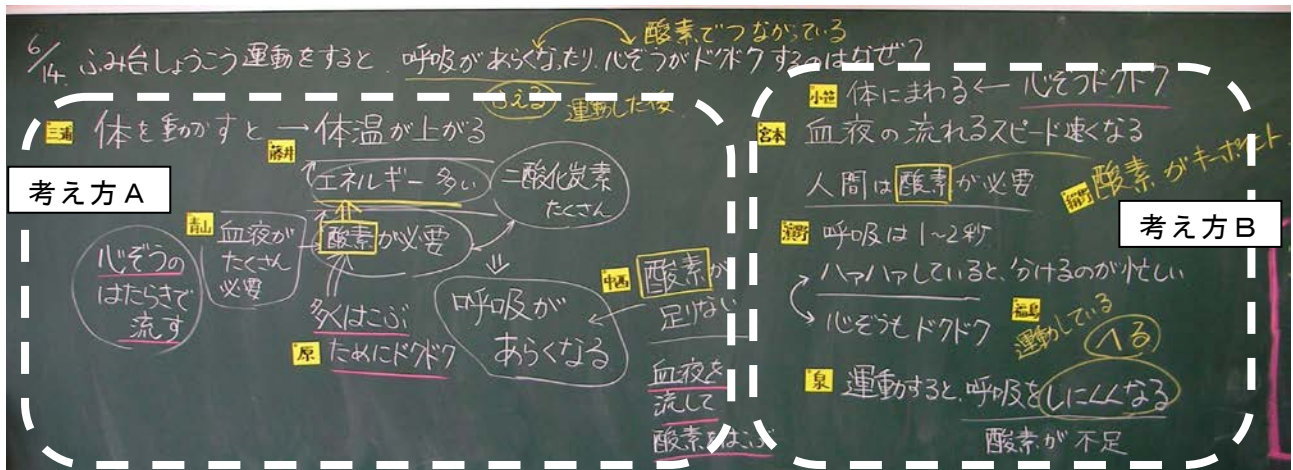 酸素でつながっている
6/14. ふみ台しょうこう運動をすると、呼吸があらくなったり、心ぞうがドクドクするのはなぜ?
ふえる 運動した後
考え方A
三浦 体を動かすと→体温が上がる
藤井 エネルギー多い
二酸化炭素
たくさん
青山 血液が
たくさん
必要
酸素が必要
心ぞうの
はたらきで
流す
多くはこぶ
原 ためにドクドク
呼吸が
あらくなる
中西 酸素が
足りない
血液を
流して
酸素をはこぶ
考え方B
小笹 体にまわる←心ぞうドクドク
宮本 血液の流れるスピード速くなる
人間は酸素が必要
酸素がキーポイント
呼吸は1~2秒
ハァハァしていると、分けるのが忙しい
心ぞうもドクドク
福島 運動している
へる
泉 運動すると、呼吸をしにくくなる
酸素が不足